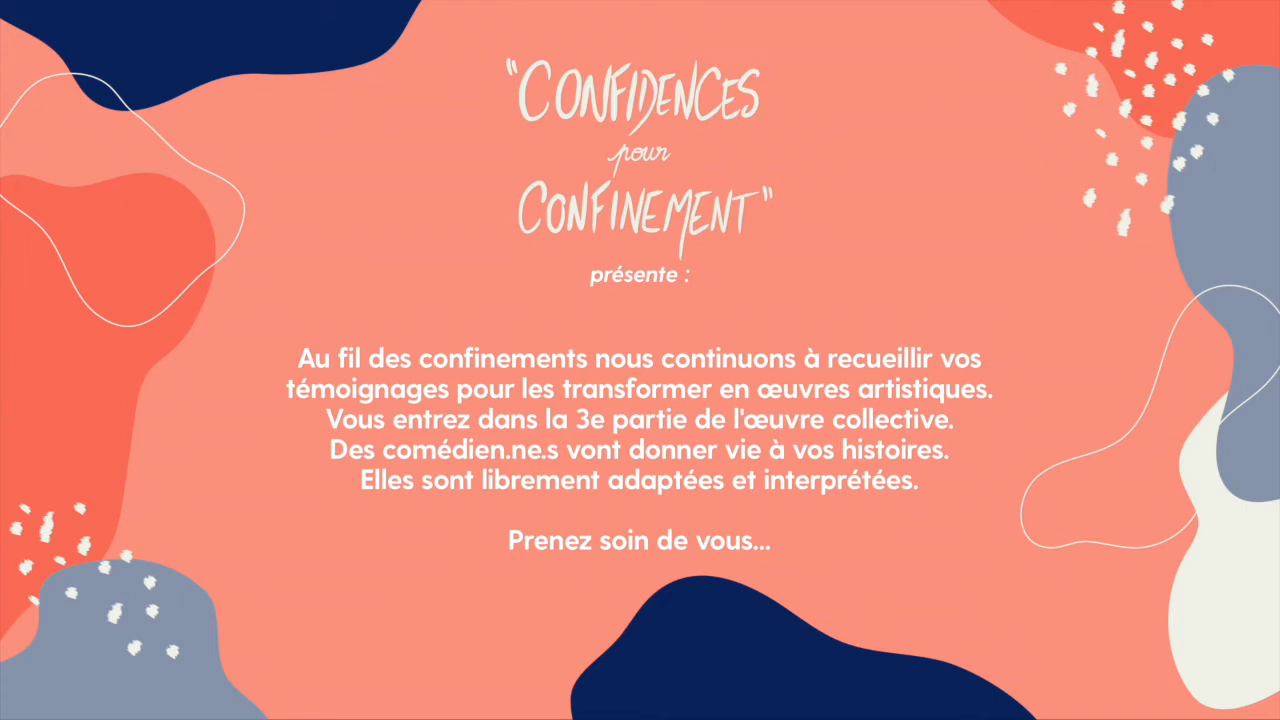 "CONFIDENCES
pour
CONFINEMENT"
présente :
Au fil des confinements nous continuons à recueillir vos
témoignages pour les transformer en œuvres artistiques.
Vous entrez dans la 3e partie de l'œuvre collective.
Des comédien.ne.s vont donner vie à vos histoires.
Elles sont librement adaptées et interprétées.
Prenez soin de vous...